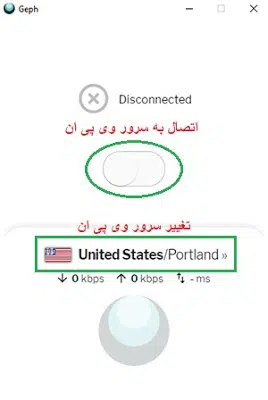 Geph
Disconnected
اتصال به سرور وی پی ان
تغییر سرور وی پی ان
United States/Portland »
0 kbps 0 kbps - ms